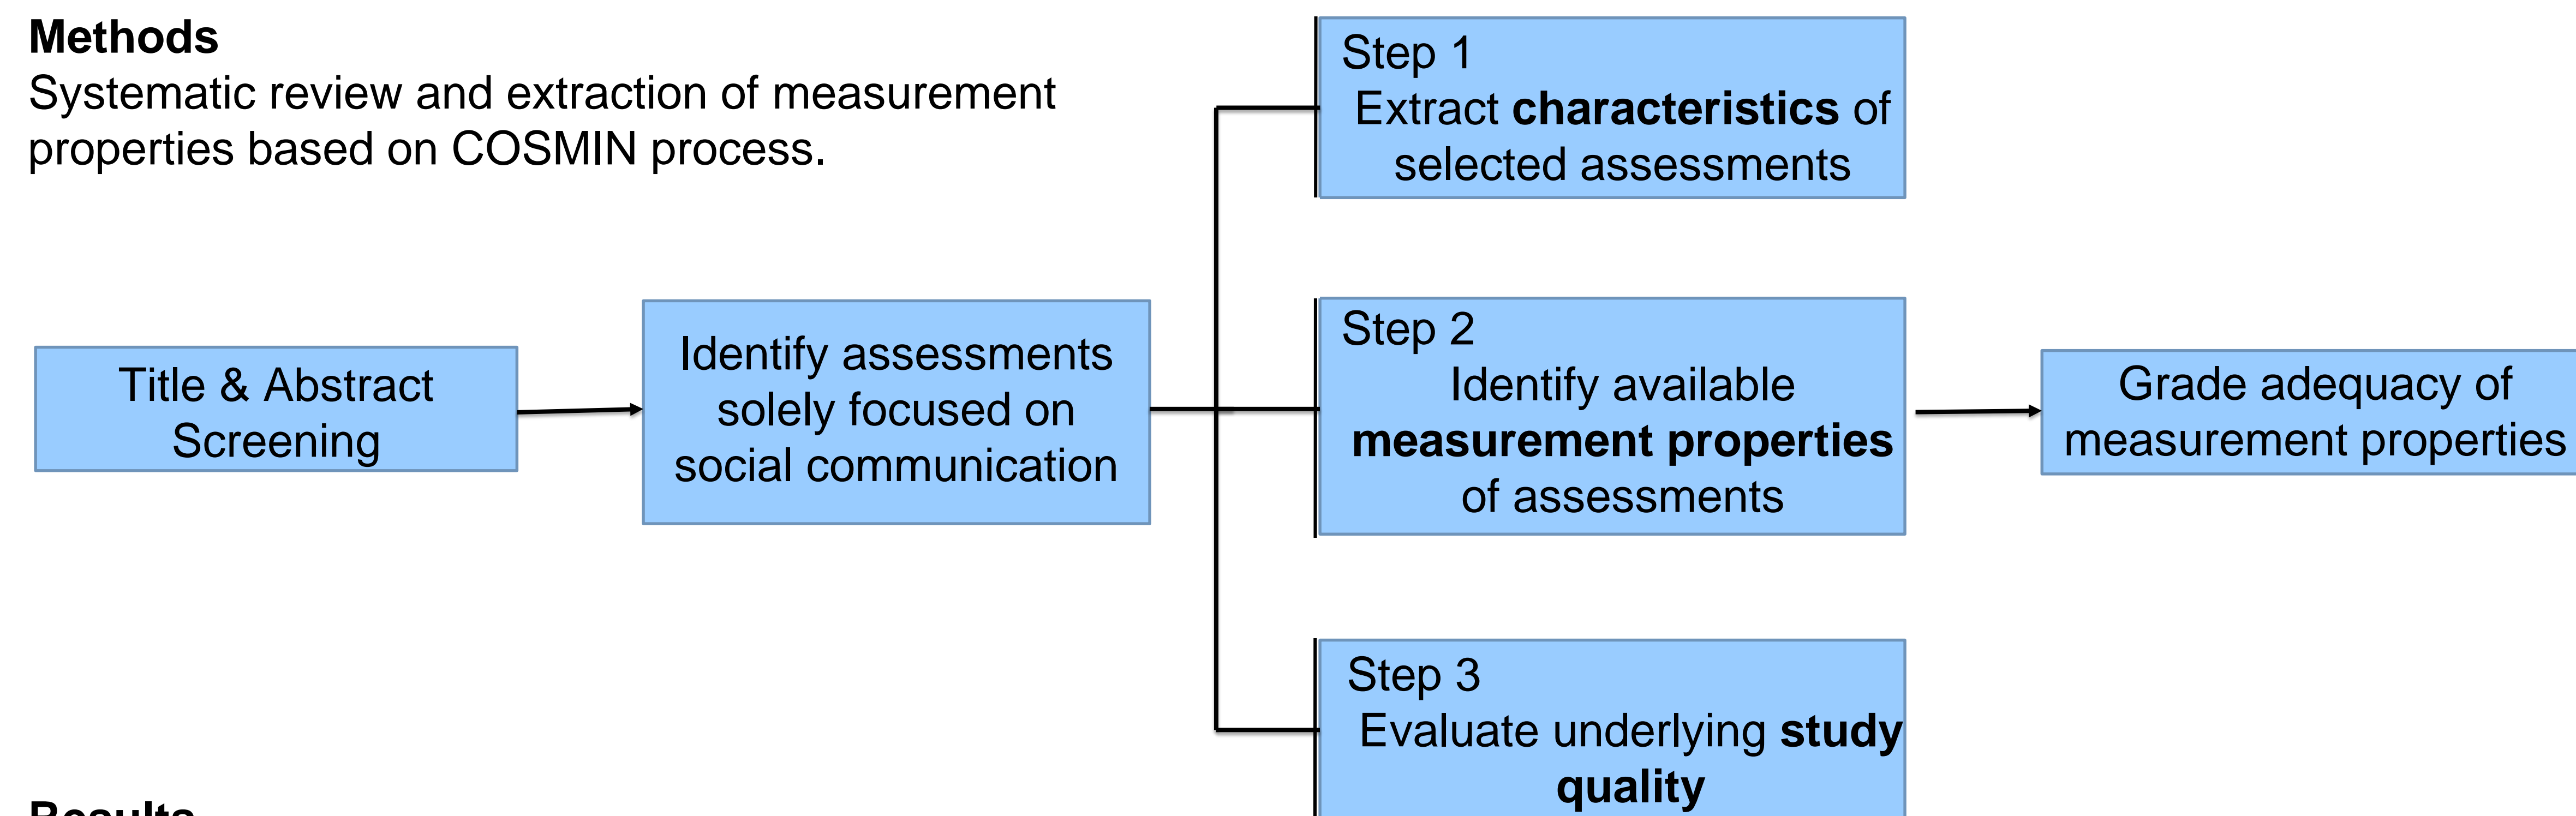 Methods
Systematic review and extraction of measurement
properties based on COSMIN process.
Title & Abstract
Screening
Identify assessments
solely focused on
social communication
Step 1
Extract characteristics of
selected assessments
Step 2
Identify available
measurement properties
of assessments
Step 3
Evaluate underlying study
quality
Grade adequacy of
measurement properties
Results